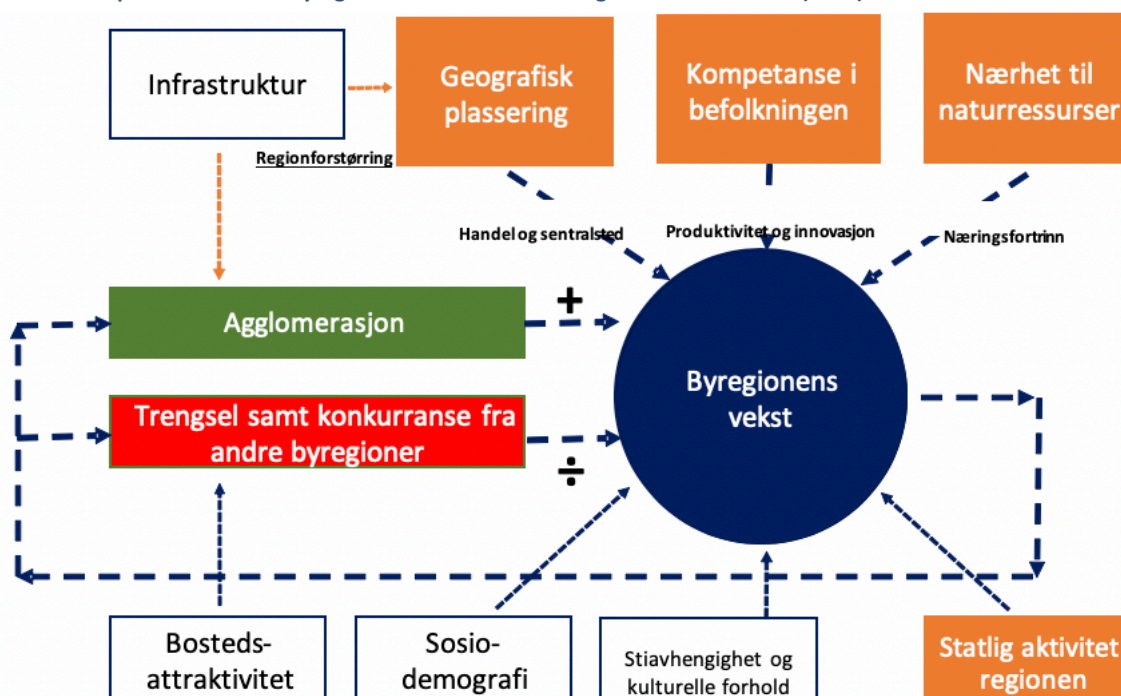 Infrastruktur
Geografisk
plassering
Kompetanse i
befolkningen
Nærhet til
naturressurser
Regionforstørring
Handel og sentralsted
Produktivitet og innovasjon
Næringsfortrinn
Agglomerasjon
+
Trengsel samt konkurranse fra
andre byregioner
÷
Byregionens
vekst
Bosteds-
attraktivitet
Sosio-
demografi
Stiavhengighet og
kulturelle forhold
Statlig aktivitet
regionen